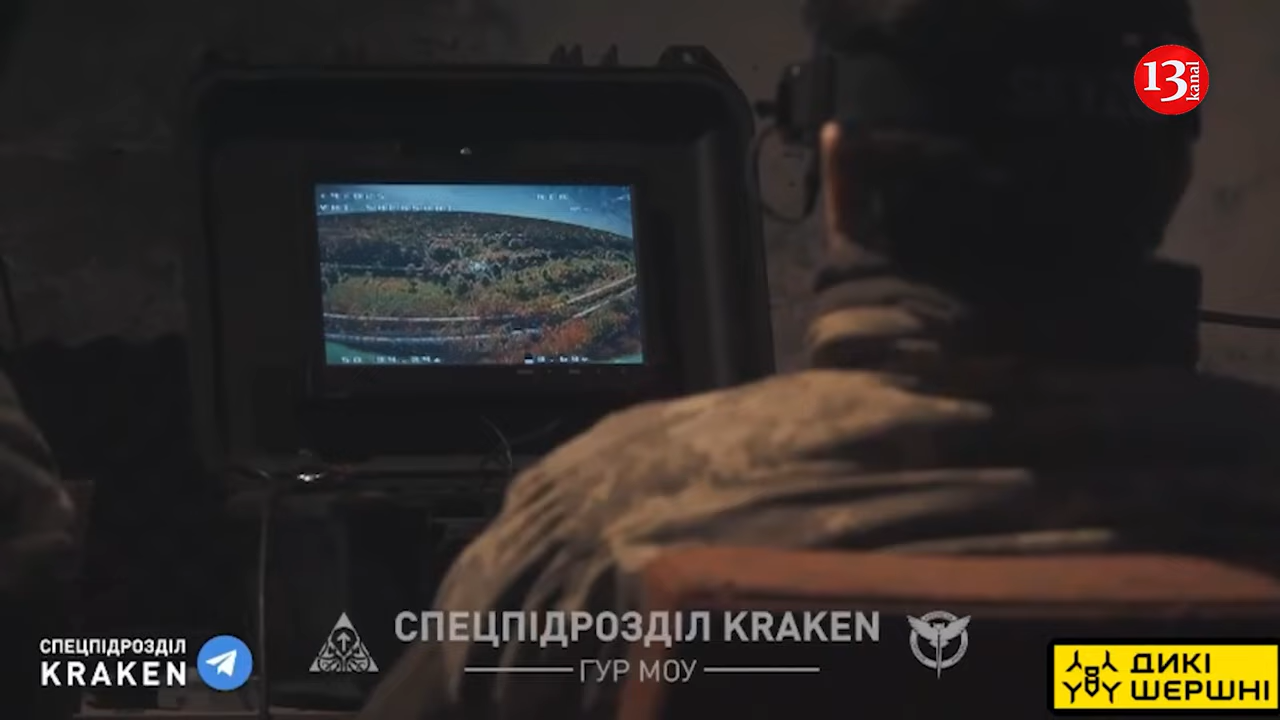 13
kanal
СПЕЦПІДРОЗДІЛ
KRAKEN
СПЕЦПІДРОЗДІЛ KRAKEN
ГУР МОУ
ДИКІ
ШЕРШНІ